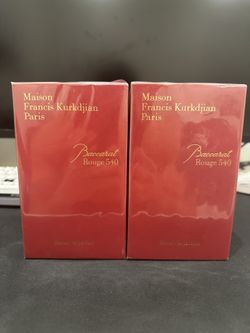 Maison
Francis Kurkdjian
Paris
Baccarat
Rouge 540
Maison
Francis Kurkdjian
Paris
Baccarat
Rouge 540